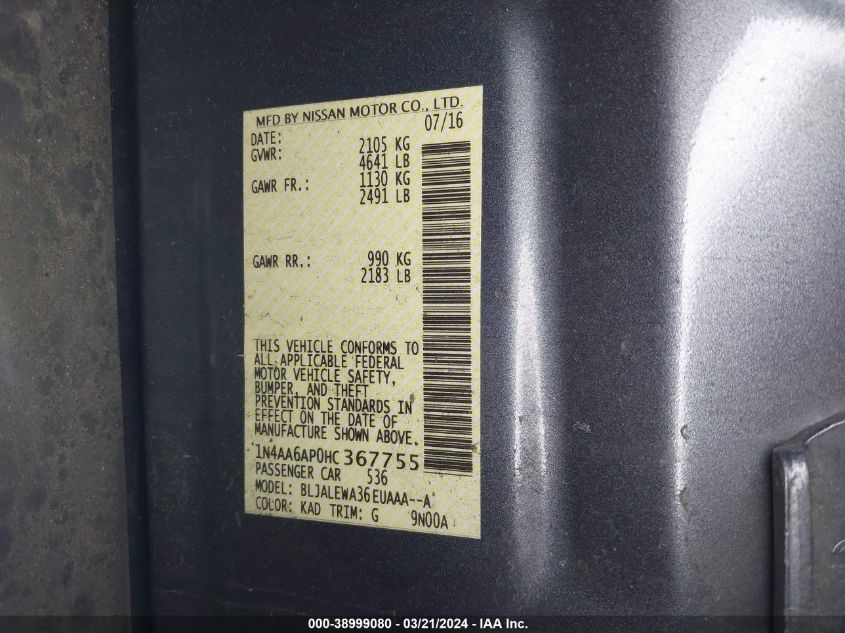 MFD BY NISSAN MOTOR CO., LTD.
DATE: 07/16
GVWR: 2105 KG
4641 LB
GAWR FR.: 1130 KG
2491 LB
GAWR RR.: 990 KG
2183 LB
THIS VEHICLE CONFORMS TO
ALL APPLICABLE FEDERAL
MOTOR VEHICLE SAFETY,
BUMPER, AND THEFT
PREVENTION STANDARDS IN
EFFECT ON THE DATE OF
MANUFACTURE SHOWN ABOVE.
1N4AA6AP0HC367755
PASSENGER CAR 536
MODEL: BLJALEWA36EUAAA--A
COLOR: KAD TRIM: G 9N00A
000-38999080 - 03/21/2024 - IAA Inc.